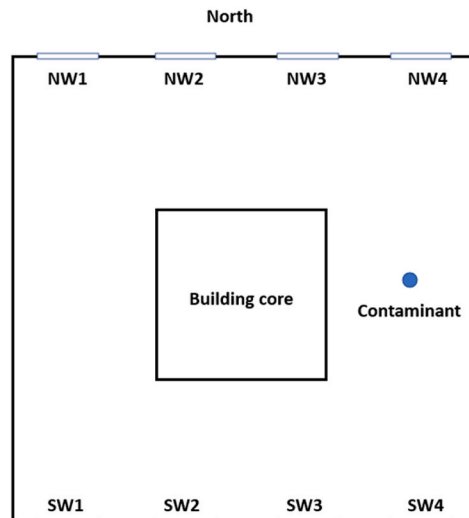 North
NW1 NW2 NW3 NW4
Building core
Contaminant
SW1 SW2 SW3 SW4